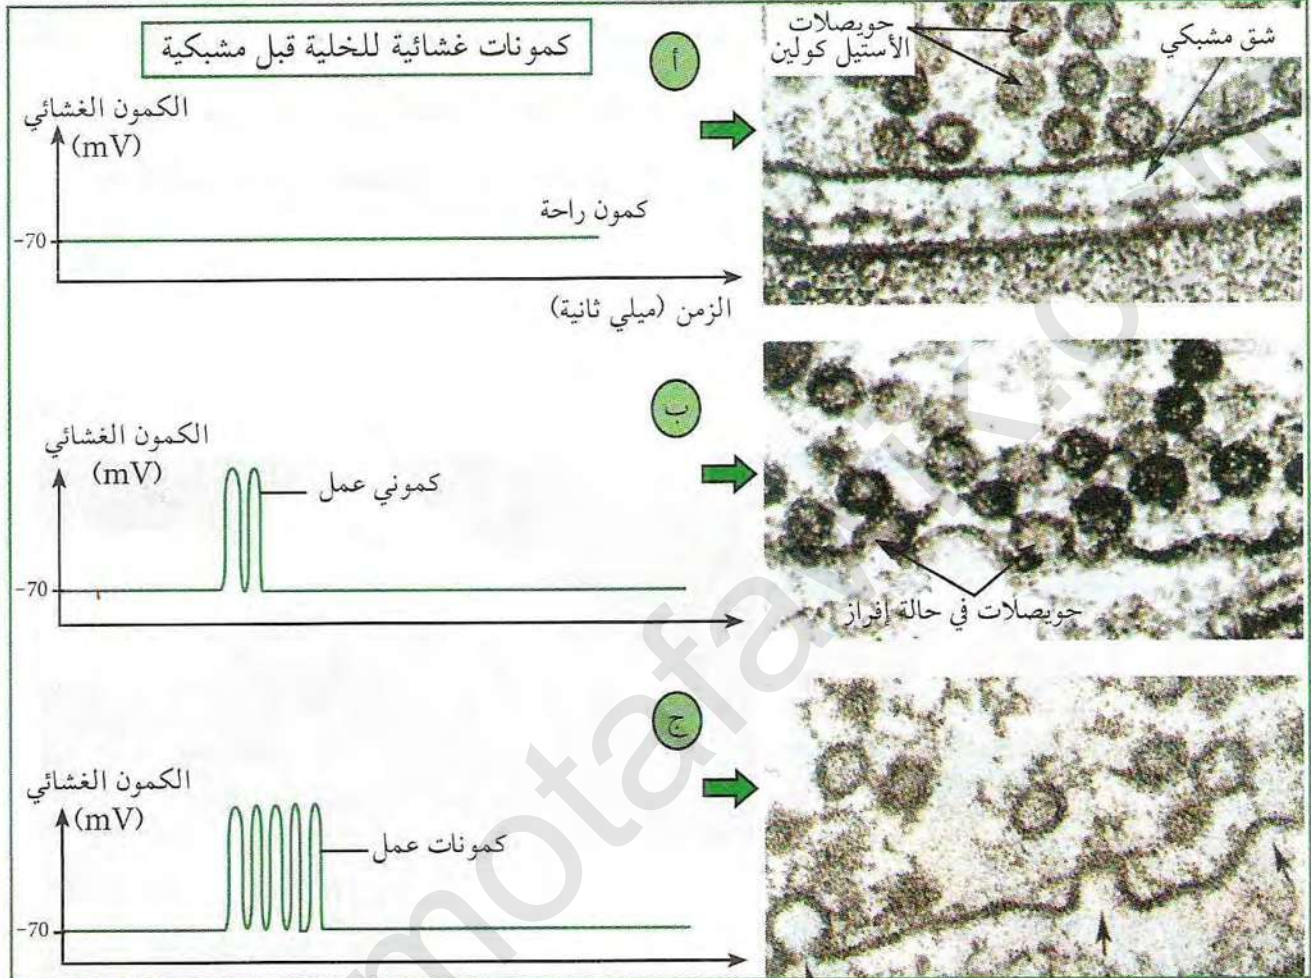 كمونات غشائية للخلية قبل مشبكية
أ
حويصلات
الأستيل كولين
شق مشبكي
الكمون الغشائي
(mV)
كمون راحة
-70
الزمن (ميلي ثانية)
ب
الكمون الغشائي
(mV)
كموني عمل
-70
حويصلات في حالة إفراز
ج
الكمون الغشائي
(mV)
كمونات عمل
-70